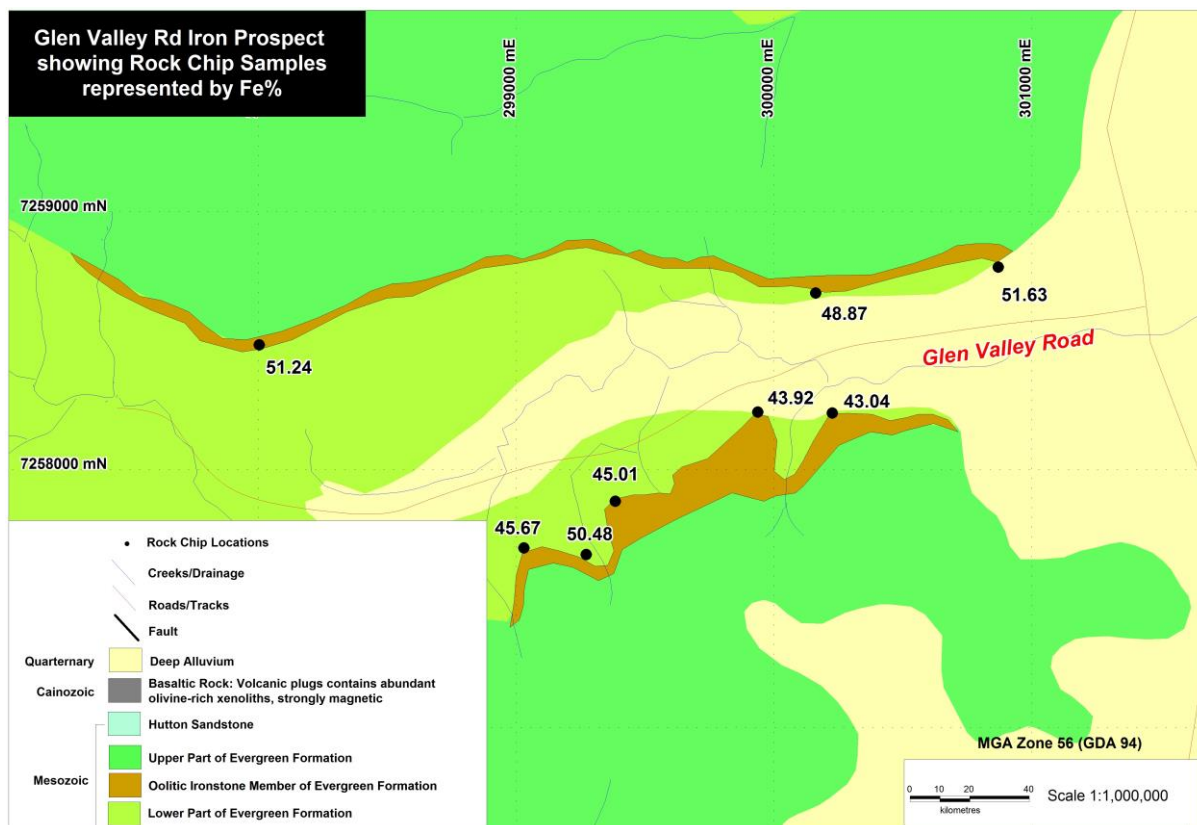 Glen Valley Rd Iron Prospect
showing Rock Chip Samples
represented by Fe%
299000 mE
300000 mE
301000 mE
7259000 mN
51.63
48.87
51.24
Glen Valley Road
43.92
43.04
7258000 mN
45.01
45.67
50.48
Rock Chip Locations
Creeks/Drainage
Roads/Tracks
Fault
Quarternary
Deep Alluvium
Cainozoic
Basaltic Rock: Volcanic plugs contains abundant
olivine-rich xenoliths, strongly magnetic
Hutton Sandstone
Mesozoic
Upper Part of Evergreen Formation
Oolitic Ironstone Member of Evergreen Formation
Lower Part of Evergreen Formation
MGA Zone 56 (GDA 94)
0 10 20 40
kilometres
Scale 1:1,000,000